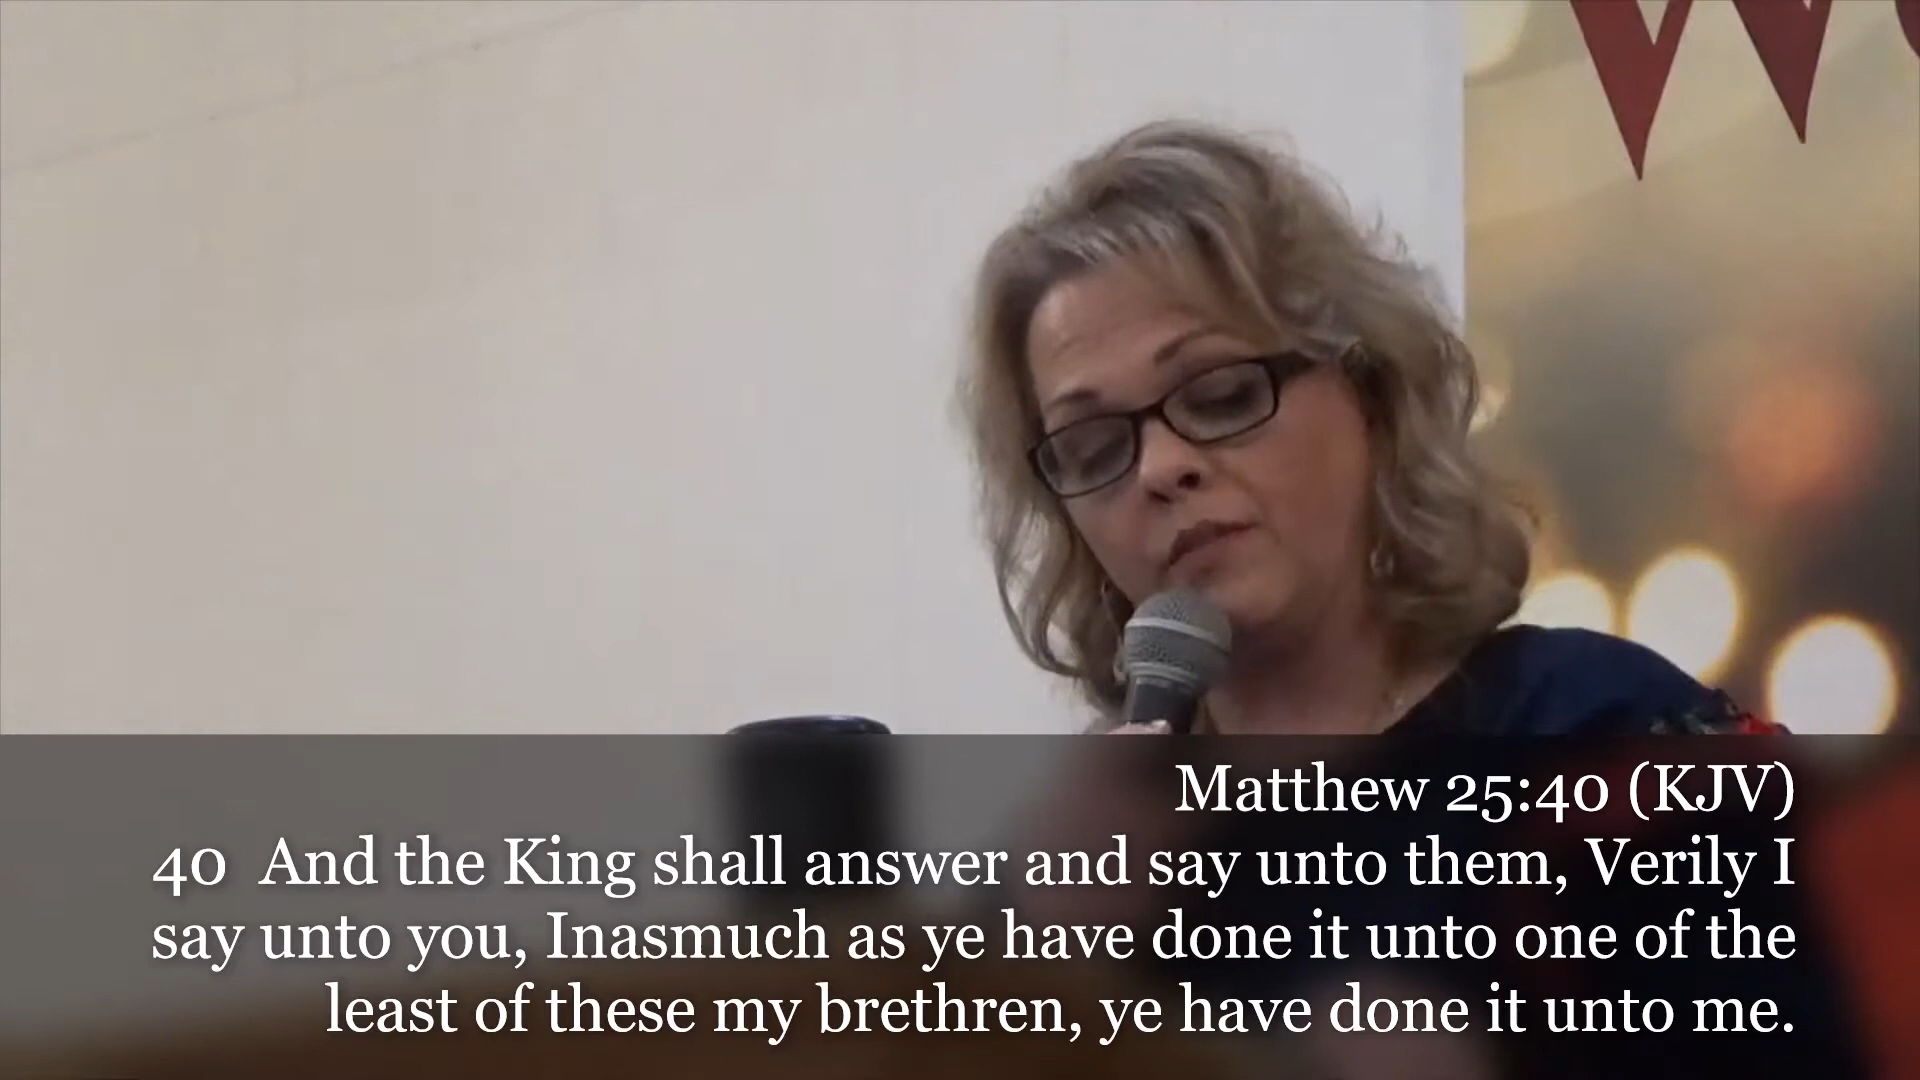 Matthew 25:40 (KJV)
40 And the King shall answer and say unto them, Verily I
say unto you, Inasmuch as ye have done it unto one of the
least of these my brethren, ye have done it unto me.